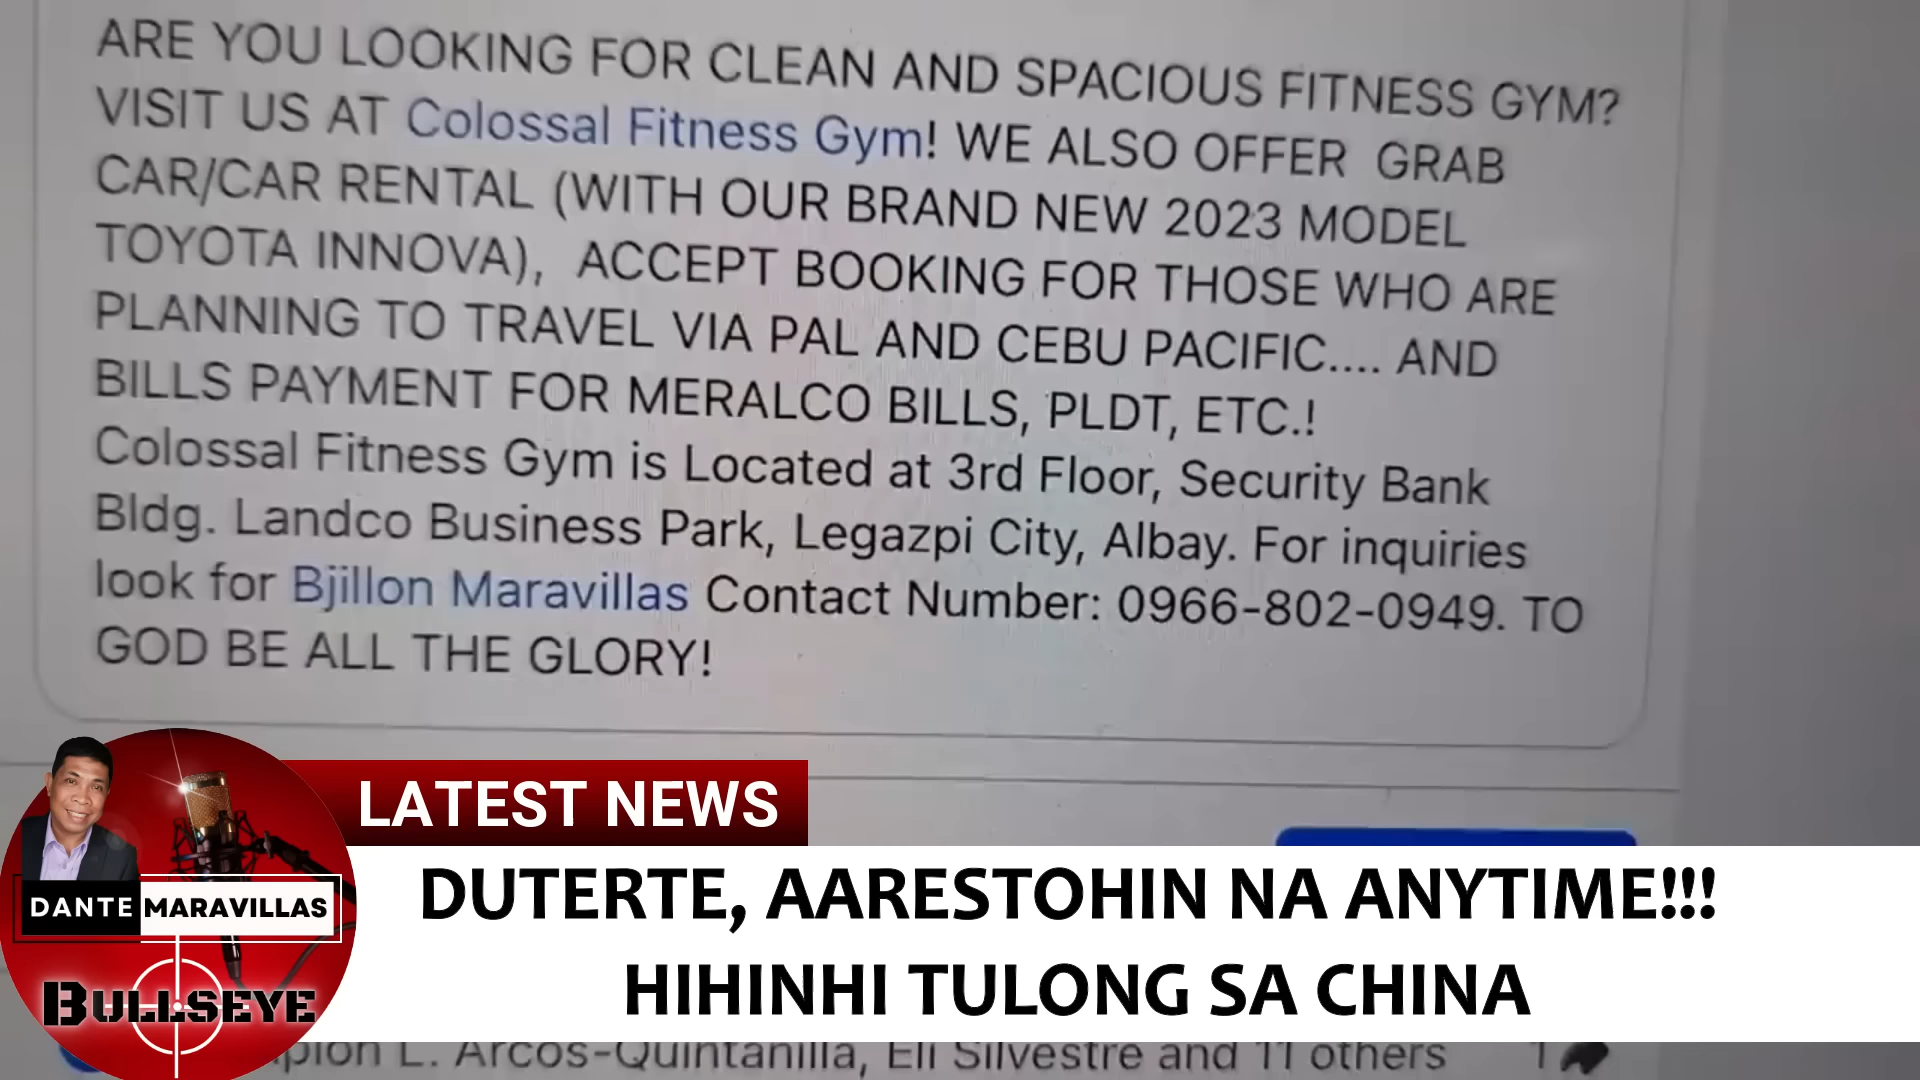 ARE YOU LOOKING FOR CLEAN AND SPACIOUS FITNESS GYM?
VISIT US AT Colossal Fitness Gym! WE ALSO OFFER GRAB
CAR/CAR RENTAL (WITH OUR BRAND NEW 2023 MODEL
TOYOTA INNOVA), ACCEPT BOOKING FOR THOSE WHO ARE
PLANNING TO TRAVEL VIA PAL AND CEBU PACIFIC.... AND
BILLS PAYMENT FOR MERALCO BILLS, PLDT, ETC.!
Colossal Fitness Gym is Located at 3rd Floor, Security Bank
Bldg. Landco Business Park, Legazpi City, Albay. For inquiries
look for Bjillon Maravillas Contact Number: 0966-802-0949. TO
GOD BE ALL THE GLORY!
LATEST NEWS
DUTERTE, AARESTOHIN NA ANYTIME!!!
HIHINHI TULONG SA CHINA
DANTE MARAVILLAS
BULLSEYE
L. Arcos-Quintanilla, Eli Silvestre and 11 others 1